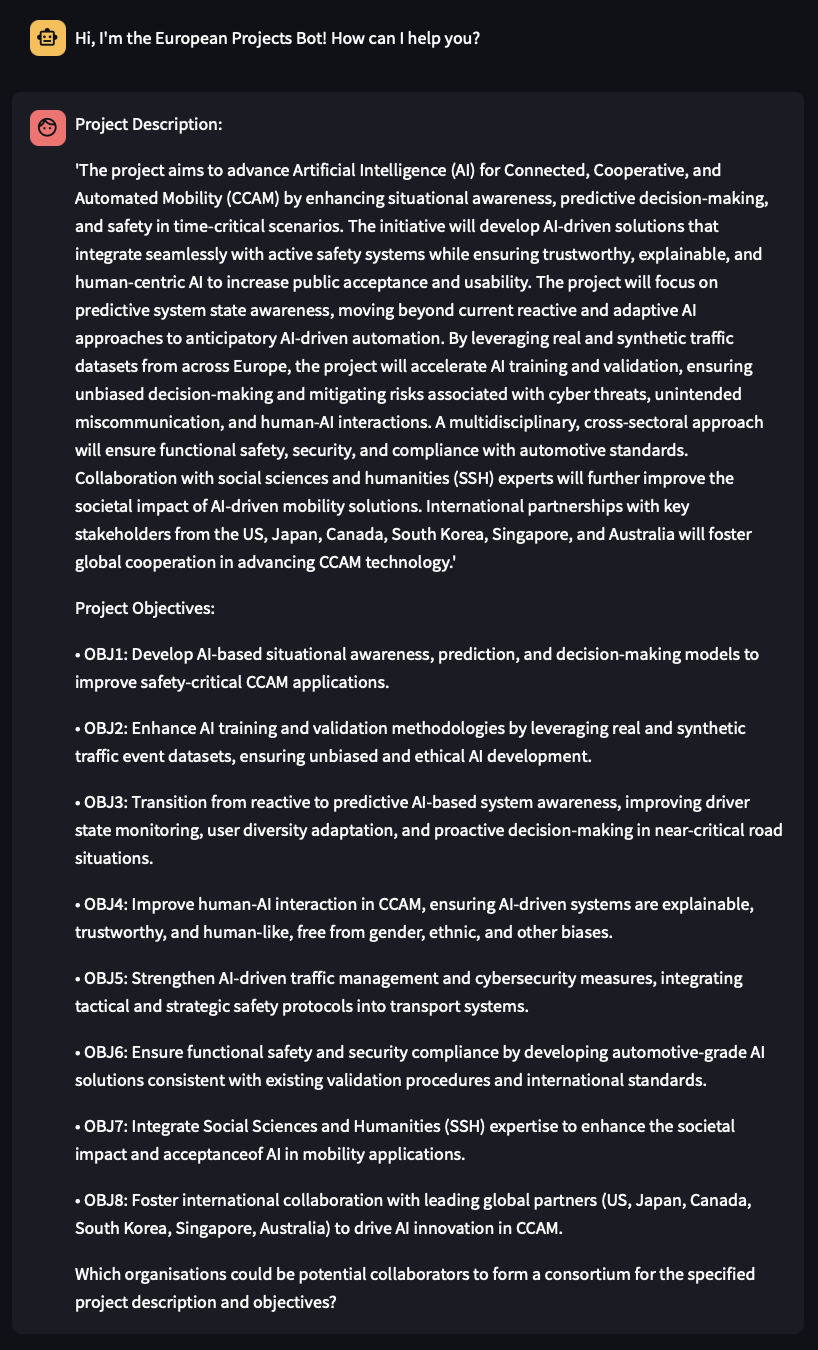 Hi, I'm the European Projects Bot! How can I help you?
Project Description:
'The project aims to advance Artificial Intelligence (AI) for Connected, Cooperative, and
Automated Mobility (CCAM) by enhancing situational awareness, predictive decision-making,
and safety in time-critical scenarios. The initiative will develop AI-driven solutions that
integrate seamlessly with active safety systems while ensuring trustworthy, explainable, and
human-centric AI to increase public acceptance and usability. The project will focus on
predictive system state awareness, moving beyond current reactive and adaptive AI
approaches to anticipatory AI-driven automation. By leveraging real and synthetic traffic
datasets from across Europe, the project will accelerate AI training and validation, ensuring
unbiased decision-making and mitigating risks associated with cyber threats, unintended
miscommunication, and human-AI interactions. A multidisciplinary, cross-sectoral approach
will ensure functional safety, security, and compliance with automotive standards.
Collaboration with social sciences and humanities (SSH) experts will further improve the
societal impact of AI-driven mobility solutions. International partnerships with key
stakeholders from the US, Japan, Canada, South Korea, Singapore, and Australia will foster
global cooperation in advancing CCAM technology.'
Project Objectives:
• OBJ1: Develop AI-based situational awareness, prediction, and decision-making models to
improve safety-critical CCAM applications.
• OBJ2: Enhance AI training and validation methodologies by leveraging real and synthetic
traffic event datasets, ensuring unbiased and ethical AI development.
• OBJ3: Transition from reactive to predictive AI-based system awareness, improving driver
state monitoring, user diversity adaptation, and proactive decision-making in near-critical road
situations.
• OBJ4: Improve human-AI interaction in CCAM, ensuring AI-driven systems are explainable,
trustworthy, and human-like, free from gender, ethnic, and other biases.
• OBJ5: Strengthen AI-driven traffic management and cybersecurity measures, integrating
tactical and strategic safety protocols into transport systems.
• OBJ6: Ensure functional safety and security compliance by developing automotive-grade AI
solutions consistent with existing validation procedures and international standards.
• OBJ7: Integrate Social Sciences and Humanities (SSH) expertise to enhance the societal
impact and acceptanceof AI in mobility applications.
• OBJ8: Foster international collaboration with leading global partners (US, Japan, Canada,
South Korea, Singapore, Australia) to drive AI innovation in CCAM.
Which organisations could be potential collaborators to form a consortium for the specified
project description and objectives?